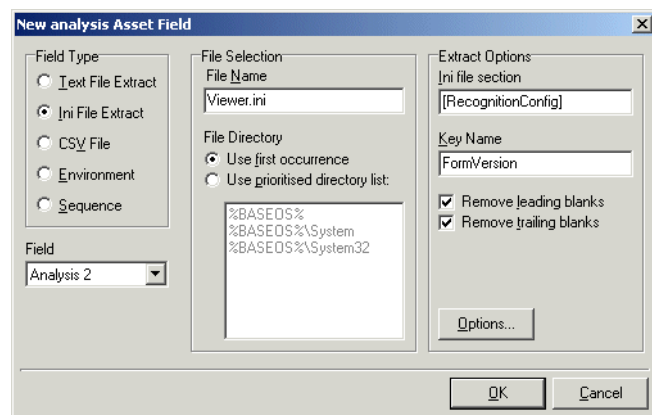 New analysis Asset Field
Field Type
Text File Extract
Ini File Extract
CSV File
Environment
Sequence
Field
Analysis 2
File Selection
File Name
Viewer.ini
File Directory
Use first occurrence
Use prioritised directory list:
%BASEOS%
%BASEOS%\System
%BASEOS%\System32
Extract Options
Ini file section
[RecognitionConfig]
Key Name
FormVersion
Remove leading blanks
Remove trailing blanks
Options...
OK
Cancel